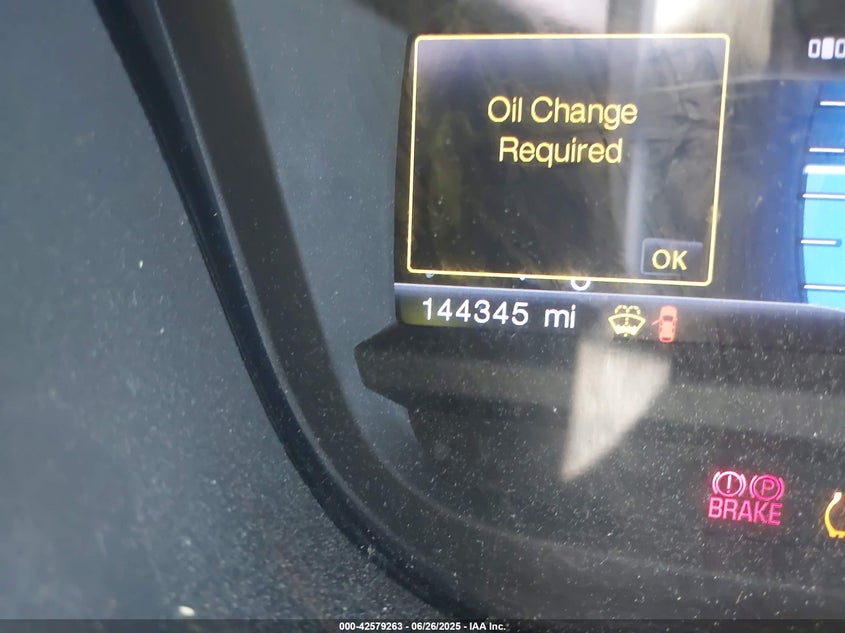 Oil Change
Required
OK
144345 mi
BRAKE
000-42579263 - 06/26/2025 - IAA Inc.